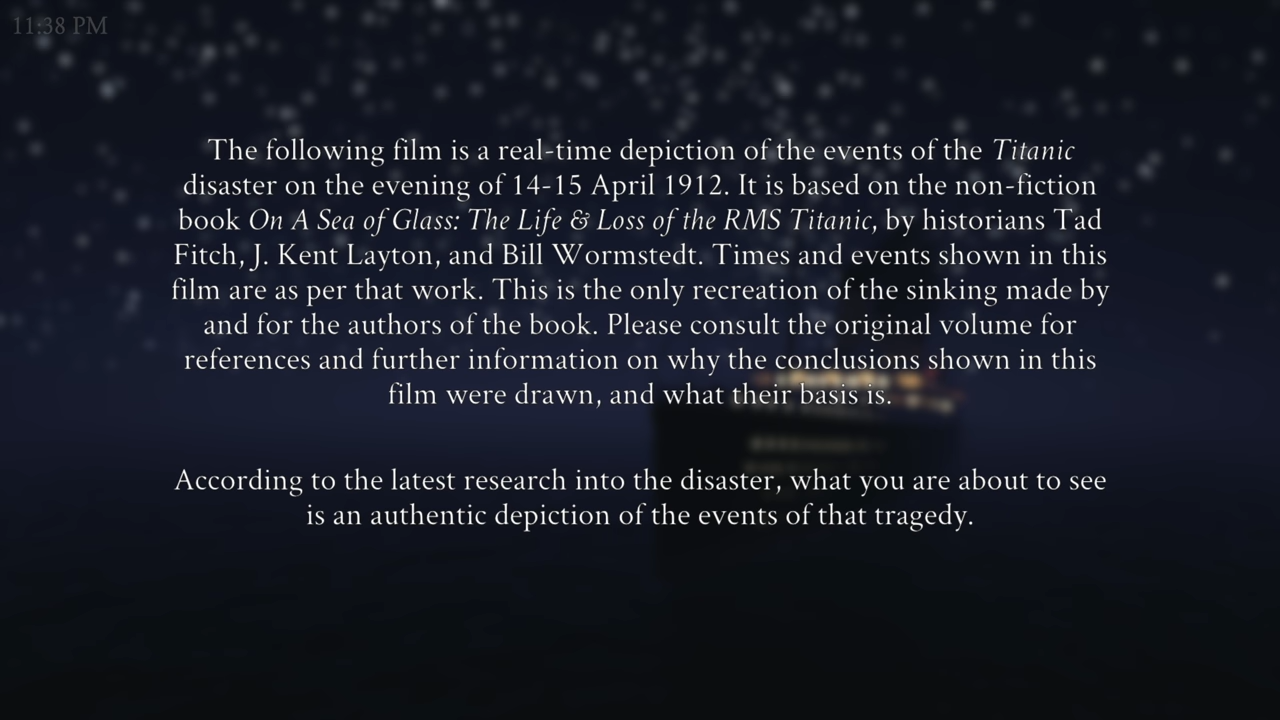 11:38 PM
The following film is a real-time depiction of the events of the Titanic
disaster on the evening of 14-15 April 1912. It is based on the non-fiction
book On A Sea of Glass: The Life & Loss of the RMS Titanic, by historians Tad
Fitch, J. Kent Layton, and Bill Wormstedt. Times and events shown in this
film are as per that work. This is the only recreation of the sinking made by
and for the authors of the book. Please consult the original volume for
references and further information on why the conclusions shown in this
film were drawn, and what their basis is.
According to the latest research into the disaster, what you are about to see
is an authentic depiction of the events of that tragedy.